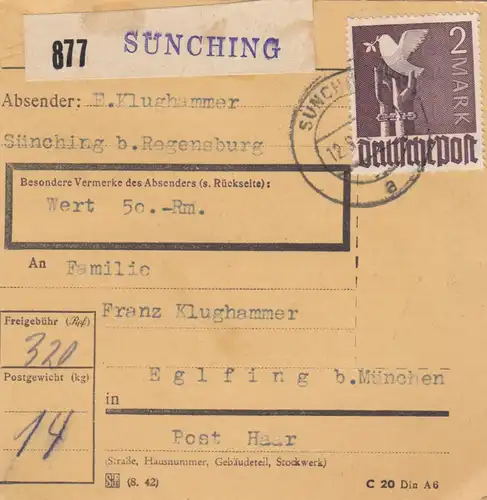 877 SÜNCHING
2 MARK
Deutsche Post
SÜNCH
12.
a
Absender: E.Klughammer
Sünching b.Regensburg
Besondere Vermerke des Absenders (s. Rückseite):
Wert 5o.-Rm.
An Familie
Franz Klughammer
Freigebühr (Rpf)
320
Postgewicht (kg)
14
Eglfing b.München
in
Post Haar
(Straße, Hausnummer, Gebäudeteil, Stockwerk)
(8. 42)
C 20 Din A6